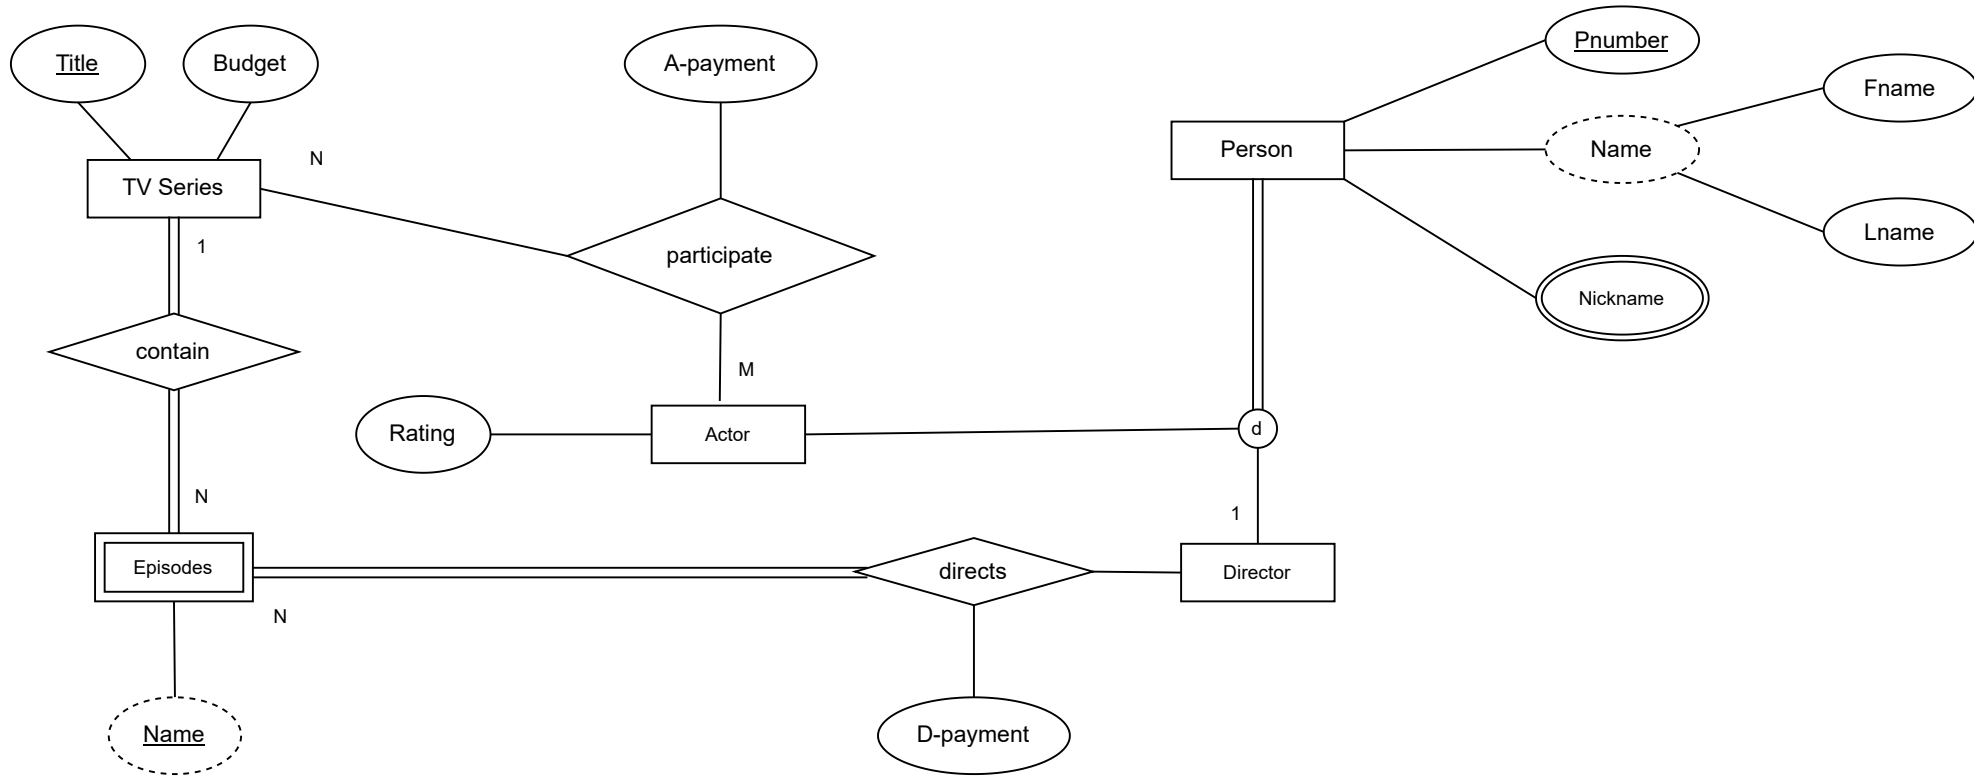 Pnumber
Title
Budget
A-payment
Fname
Person
Name
N
TV Series
Lname
1
participate
Nickname
contain
M
Rating
Actor
d
N
1
Episodes
directs
Director
N
Name
D-payment